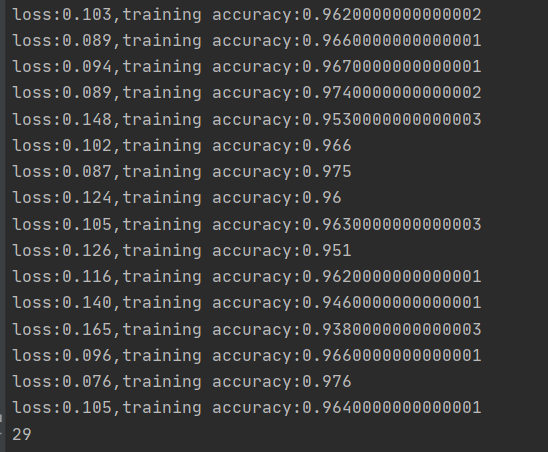 loss:0.103,training accuracy:0.9620000000000002
loss:0.089,training accuracy:0.9660000000000001
loss:0.094,training accuracy:0.9670000000000001
loss:0.089,training accuracy:0.9740000000000002
loss:0.148,training accuracy:0.9530000000000003
loss:0.102,training accuracy:0.966
loss:0.087,training accuracy:0.975
loss:0.124,training accuracy:0.96
loss:0.105,training accuracy:0.9630000000000003
loss:0.126,training accuracy:0.951
loss:0.116,training accuracy:0.9620000000000001
loss:0.140,training accuracy:0.9460000000000001
loss:0.165,training accuracy:0.9380000000000003
loss:0.096,training accuracy:0.9660000000000001
loss:0.076,training accuracy:0.976
loss:0.105,training accuracy:0.9640000000000001
29